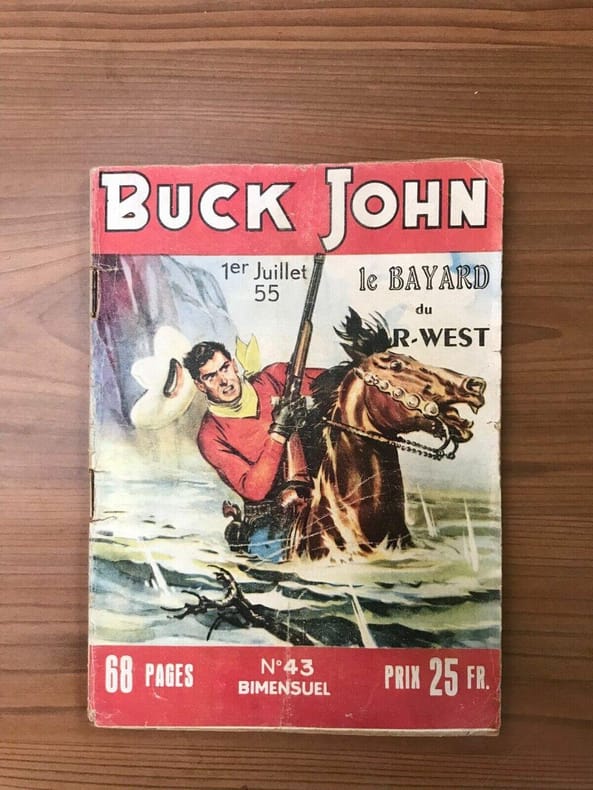 BUCK JOHN
1er Juillet
55
le BAYARD
du
R-WEST
68 PAGES
N°43
BIMENSUEL
PRIX 25 FR.